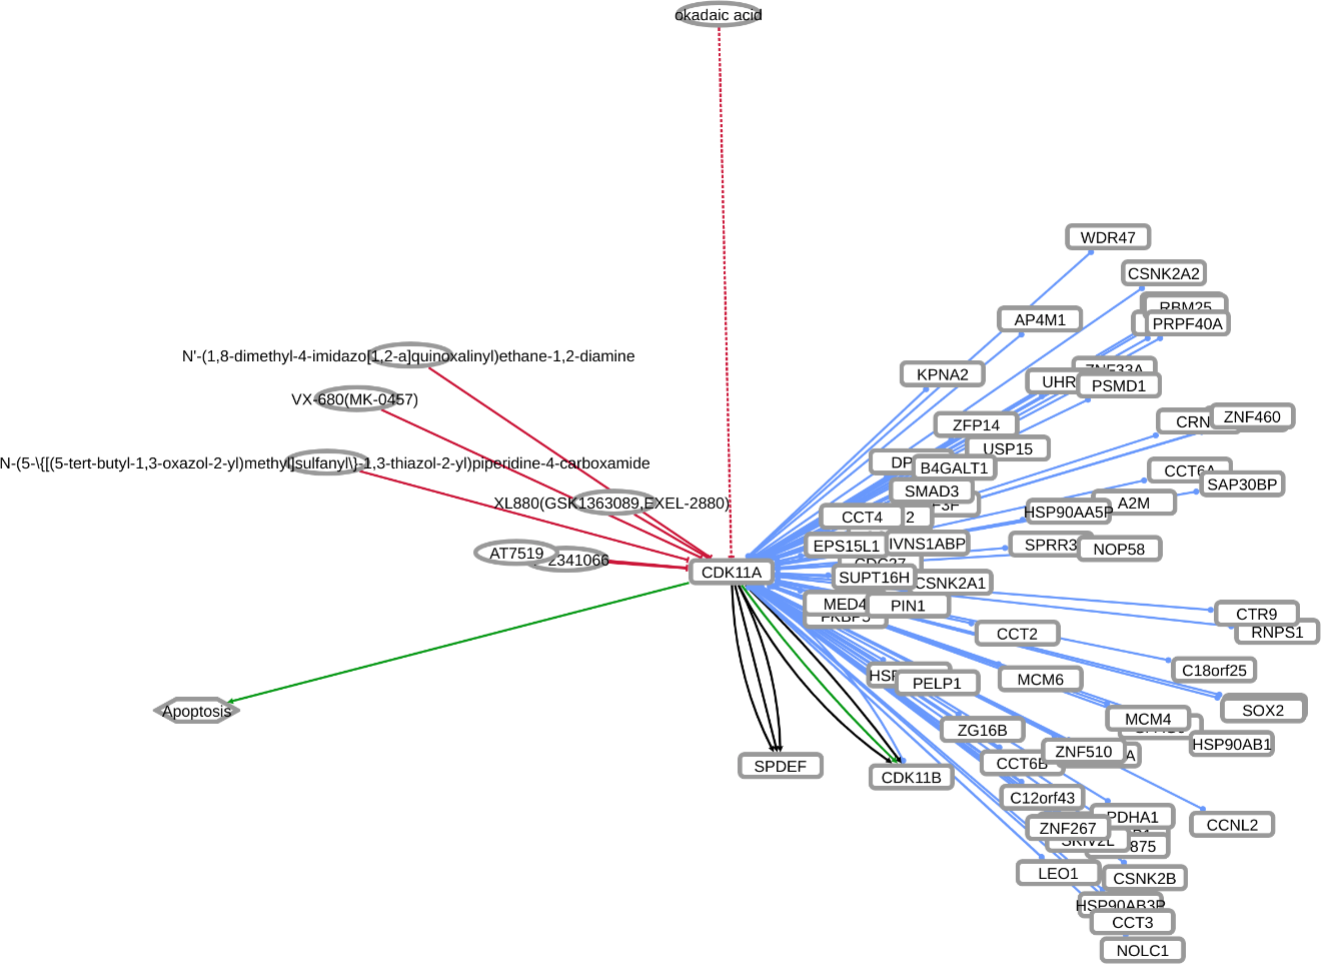 okadaic acid
WDR47
CSNK2A2
RBM25
AP4M1
PRPF40A
N'-(1,8-dimethyl-4-imidazo[1,2-a]quinoxalinyl)ethane-1,2-diamine
ZNF33A
KPNA2
UHR
PSMD1
VX-680(MK-0457)
CRN
ZNF460
ZFP14
USP15
N-(5-\{[(5-tert-butyl-1,3-oxazol-2-yl)methyl]sulfanyl\}-1,3-thiazol-2-yl)piperidine-4-carboxamide
DP
B4GALT1
CCT6A
SAP30BP
SMAD3
XL880(GSK1363089,EXEL-2880)
A2M
HSP90AA5P
CCT4
2
EPS15L1
IVNS1ABP
SPRR3
NOP58
AT7519
2341066
CDC37
CDK11A
SUPT16H
CSNK2A1
MED4
PIN1
FKBP5
CTR9
RNPS1
CCT2
C18orf25
HSP
PELP1
MCM6
Apoptosis
SOX2
MCM4
ZG16B
HSP90AB1
ZNF510
A
SPDEF
CCT6B
CDK11B
C12orf43
PDHA1
CCNL2
ZNF267
SKIV2L
875
LEO1
CSNK2B
HSP90AB3P
CCT3
NOLC1